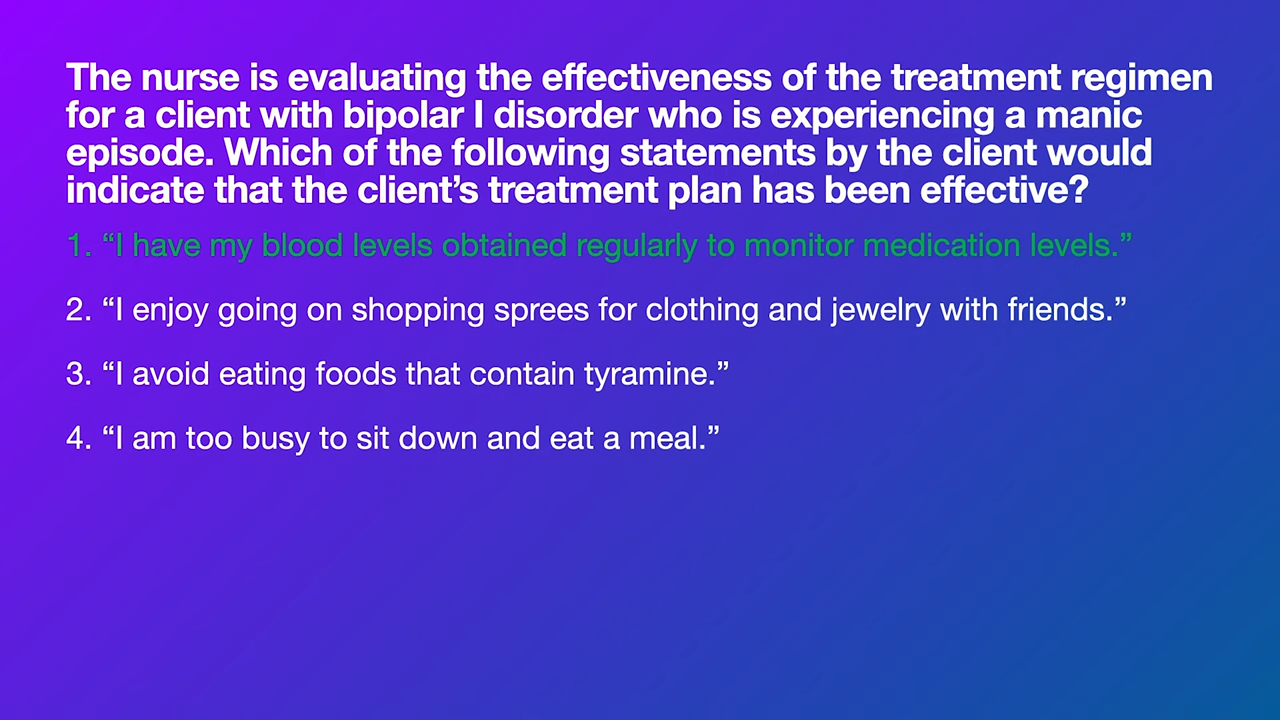 The nurse is evaluating the effectiveness of the treatment regimen
for a client with bipolar I disorder who is experiencing a manic
episode. Which of the following statements by the client would
indicate that the client’s treatment plan has been effective?
1. “I have my blood levels obtained regularly to monitor medication levels.”
2. “I enjoy going on shopping sprees for clothing and jewelry with friends.”
3. “I avoid eating foods that contain tyramine.”
4. “I am too busy to sit down and eat a meal.”